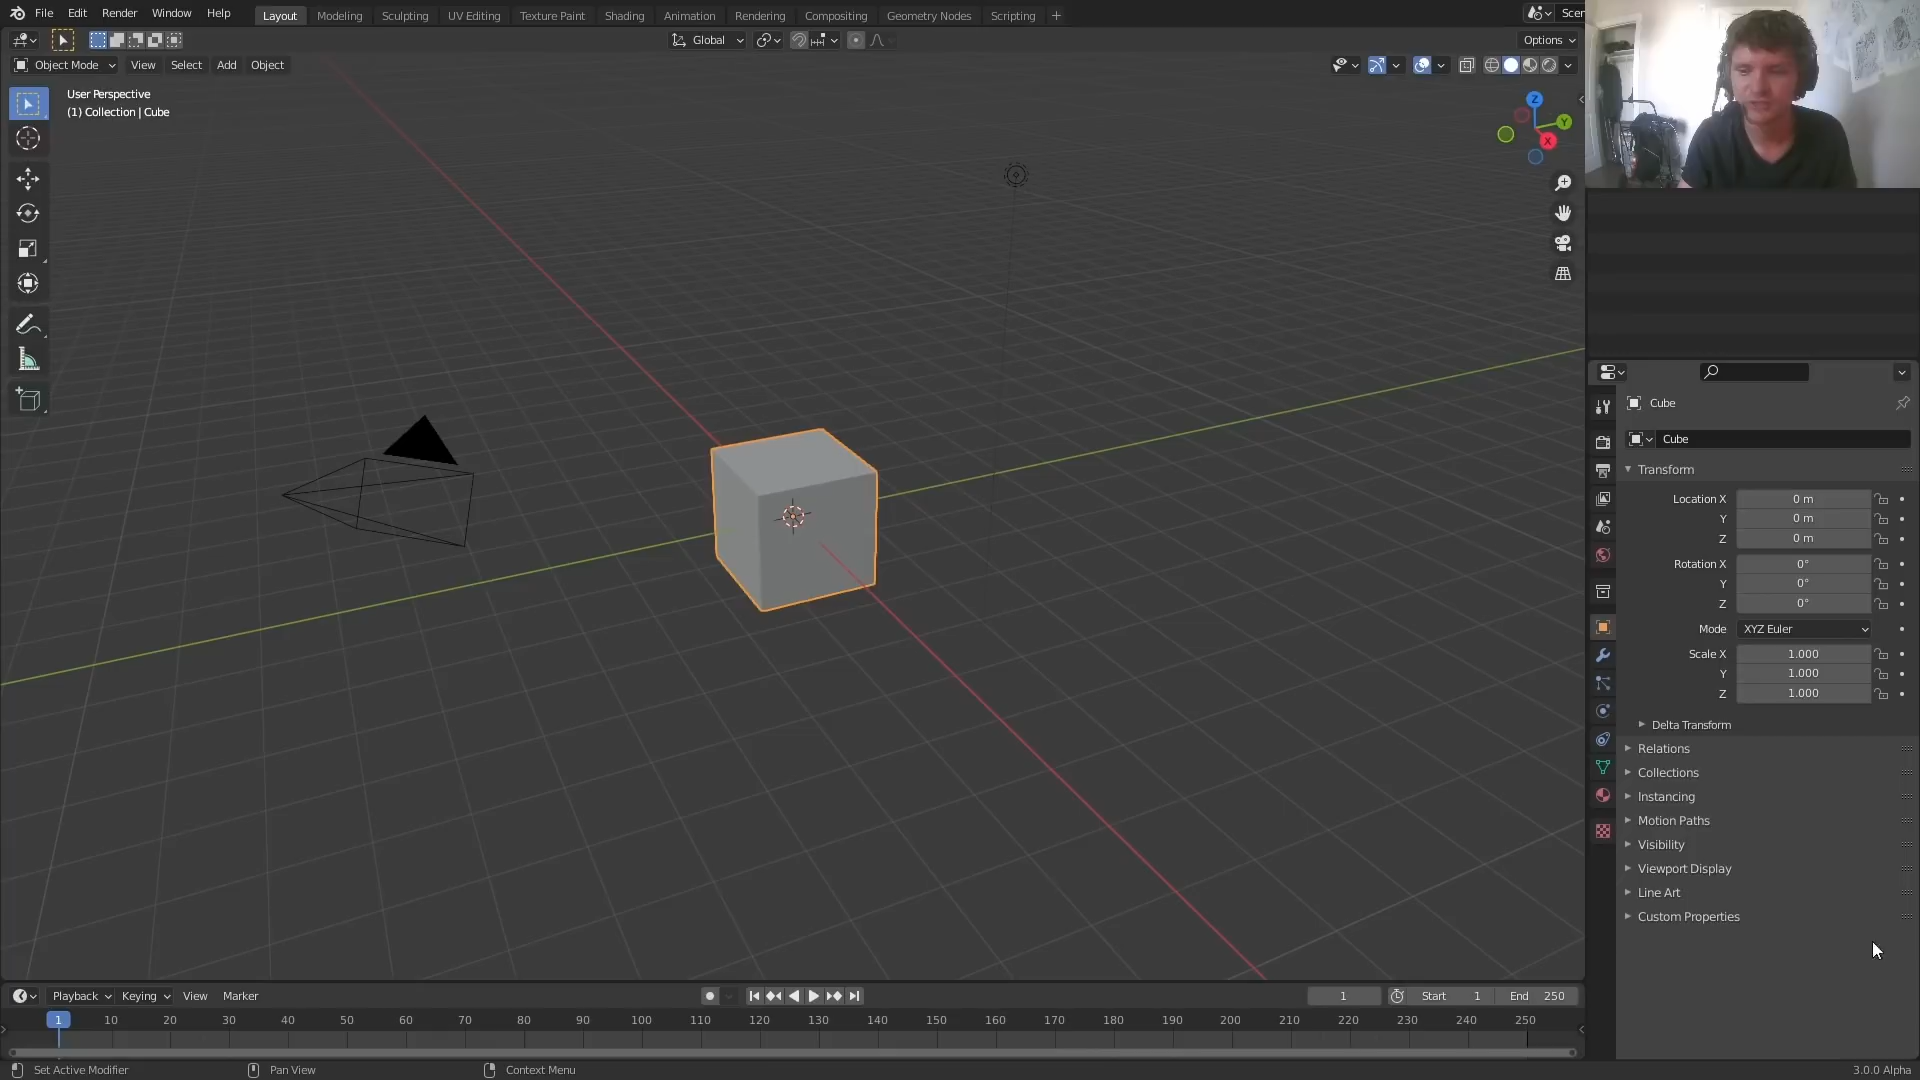 File Edit Render Window Help Layout Modeling Sculpting UV Editing Texture Paint Shading Animation Rendering Compositing Geometry Nodes Scripting + Scen
Global Options
Object Mode View Select Add Object
User Perspective
(1) Collection | Cube
Z
Y
X
Cube
Cube
Transform
Location X 0 m
Y 0 m
Z 0 m
Rotation X 0°
Y 0°
Z 0°
Mode XYZ Euler
Scale X 1.000
Y 1.000
Z 1.000
Delta Transform
Relations
Collections
Instancing
Motion Paths
Visibility
Viewport Display
Line Art
Custom Properties
Playback Keying View Marker 1 Start 1 End 250
1 10 20 30 40 50 60 70 80 90 100 110 120 130 140 150 160 170 180 190 200 210 220 230 240 250
Set Active Modifier Pan View Context Menu 3.0.0 Alpha